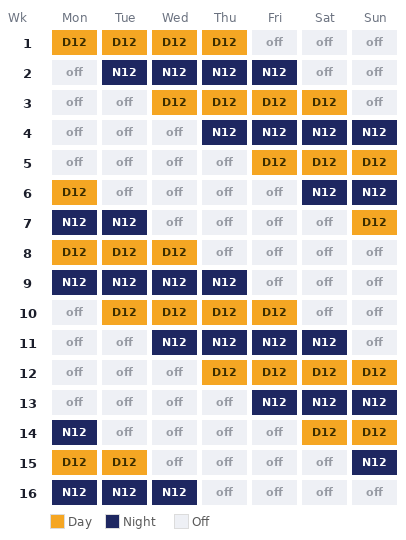 Wk Mon Tue Wed Thu Fri Sat Sun
1 D12 D12 D12 D12 off off off
2 off N12 N12 N12 N12 off off
3 off off D12 D12 D12 D12 off
4 off off off N12 N12 N12 N12
5 off off off off D12 D12 D12
6 D12 off off off off N12 N12
7 N12 N12 off off off off D12
8 D12 D12 D12 off off off off
9 N12 N12 N12 N12 off off off
10 off D12 D12 D12 D12 off off
11 off off N12 N12 N12 N12 off
12 off off off D12 D12 D12 D12
13 off off off off N12 N12 N12
14 N12 off off off off D12 D12
15 D12 D12 off off off off N12
16 N12 N12 N12 off off off off
Day Night Off